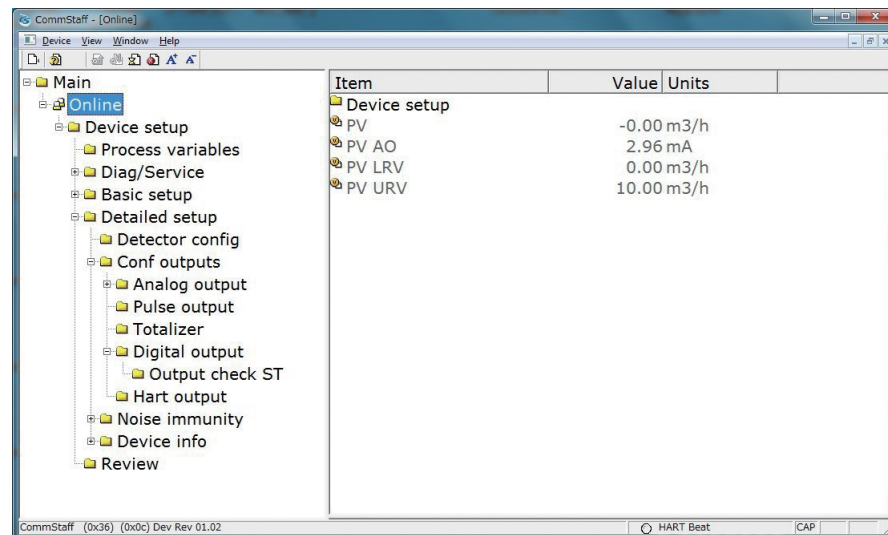 CommStaff - [Online]
Device View Window Help
Main
Online
Device setup
Process variables
Diag/Service
Basic setup
Detailed setup
Detector config
Conf outputs
Analog output
Pulse output
Totalizer
Digital output
Output check ST
Hart output
Noise immunity
Device info
Review
Item Value Units
Device setup
PV -0.00 m3/h
PV AO 2.96 mA
PV LRV 0.00 m3/h
PV URV 10.00 m3/h
CommStaff (0x36) (0x0c) Dev Rev 01.02 HART Beat CAP